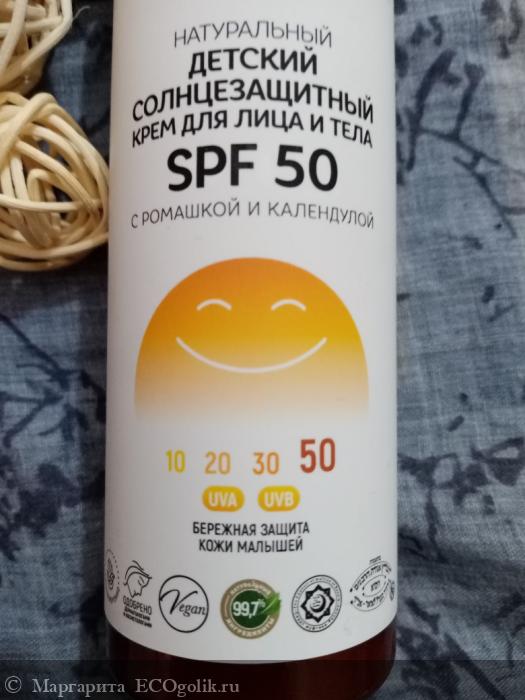 НАТУРАЛЬНЫЙ
ДЕТСКИЙ
СОЛНЦЕЗАЩИТНЫЙ
КРЕМ ДЛЯ ЛИЦА И ТЕЛА
SPF 50
С РОМАШКОЙ И КАЛЕНДУЛОЙ
10 20 30 50
UVA UVB
БЕРЕЖНАЯ ЗАЩИТА
КОЖИ МАЛЫШЕЙ
ОДОБРЕНО
Vegan
99,7%
© Маргарита ECOgolik.ru